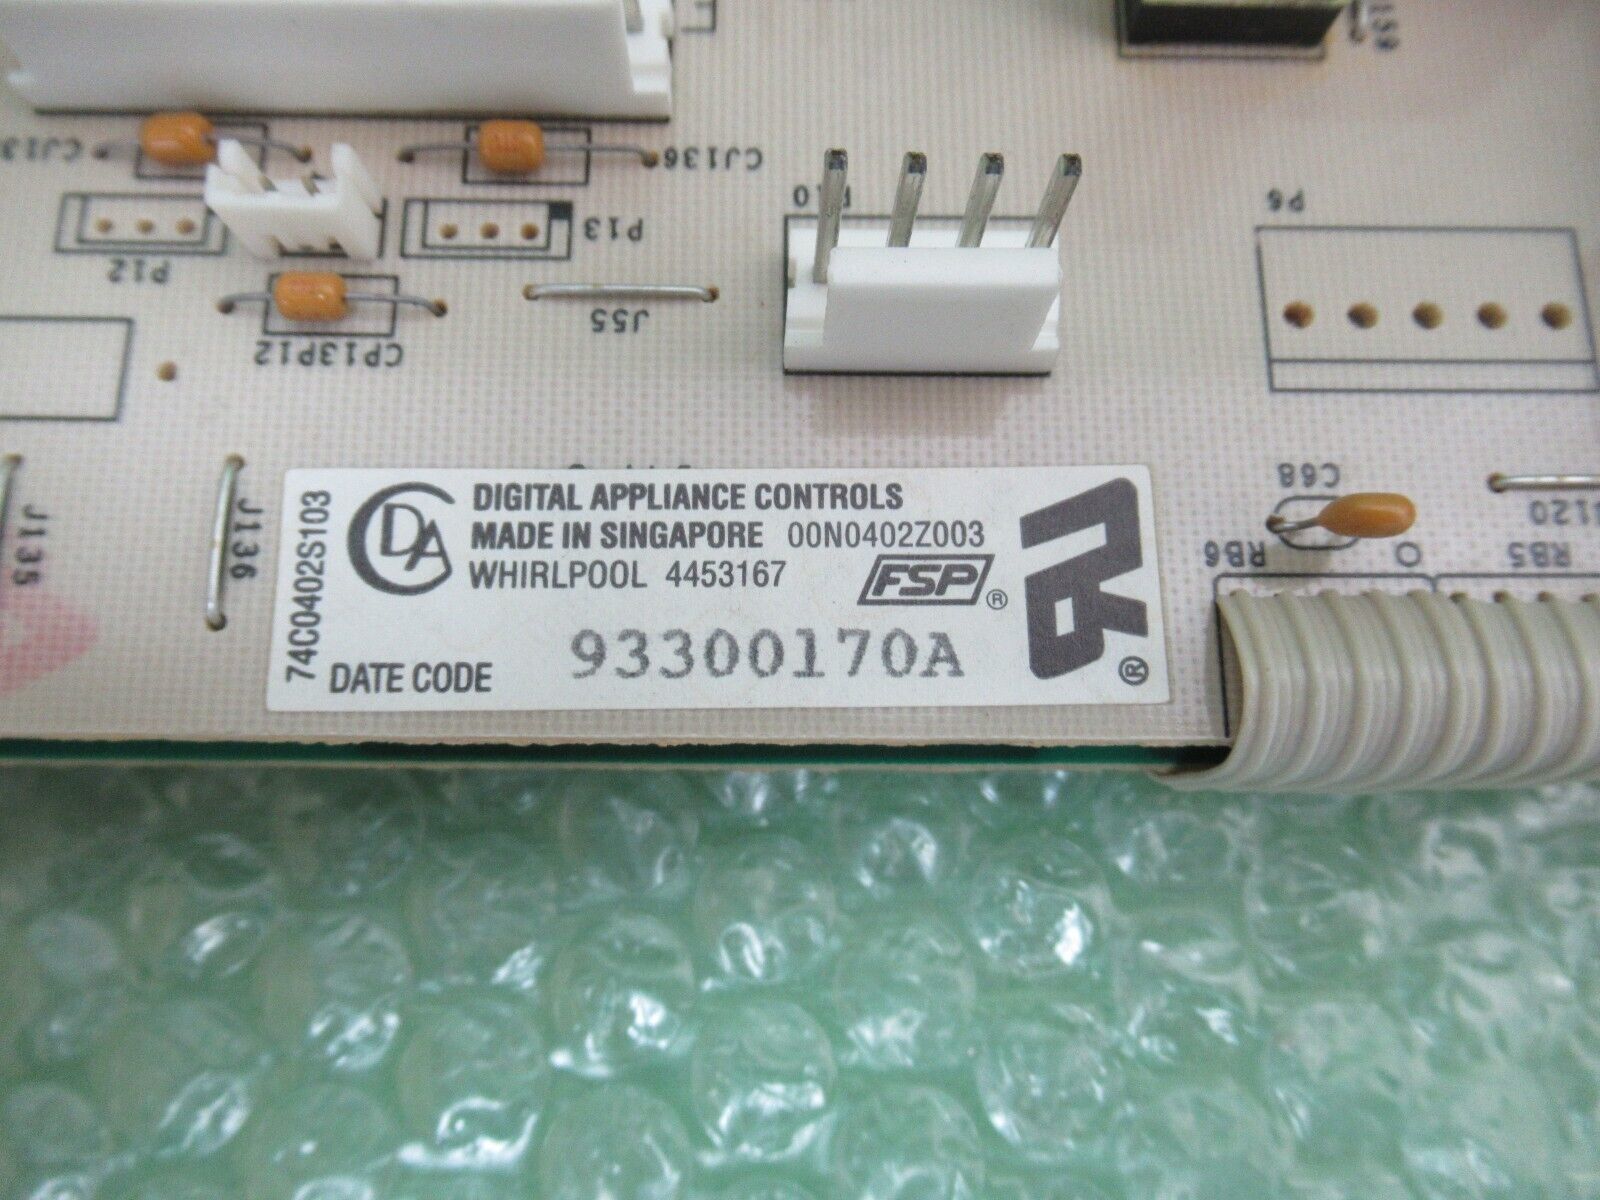 CJ136
P13
P12
P6
J55
CP13P12
C68
RB6
RB5
J135
J136
74C0402S103
CDA
DIGITAL APPLIANCE CONTROLS
MADE IN SINGAPORE 00N0402Z003
WHIRLPOOL 4453167
FSP ®
DATE CODE 93300170A
®